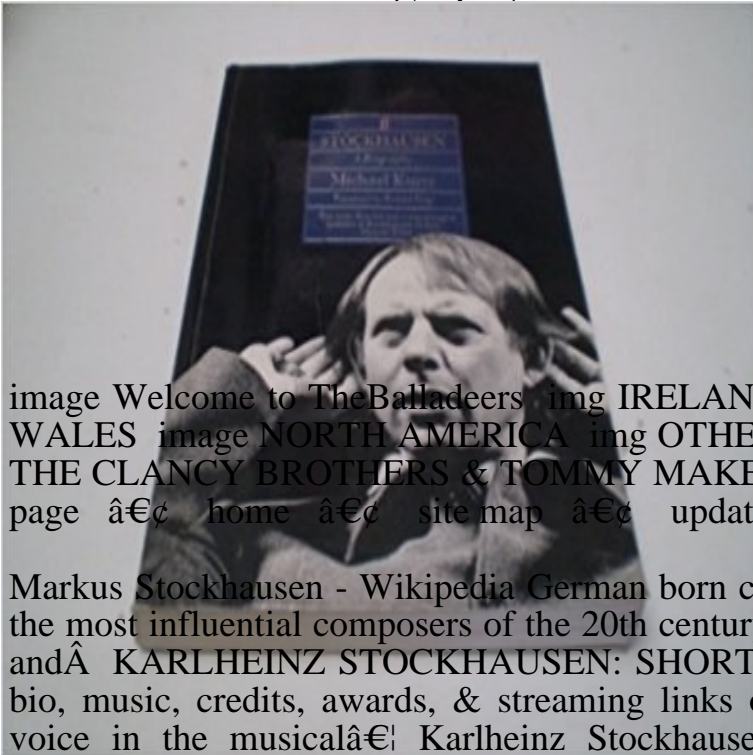 STOCKHAUSEN
A Biography
Michael Kurtz
image Welcome to TheBalladeers img IRELAN
WALES image NORTH AMERICA img OTHE
THE CLANCY BROTHERS & TOMMY MAKE
page â€¢ home â€¢ site map â€¢ updat
Markus Stockhausen - Wikipedia German born c
the most influential composers of the 20th centur
andÂ KARLHEINZ STOCKHAUSEN: SHORT
bio, music, credits, awards, & streaming links
voice in the musicalâ€¦ Karlheinz Stockhause